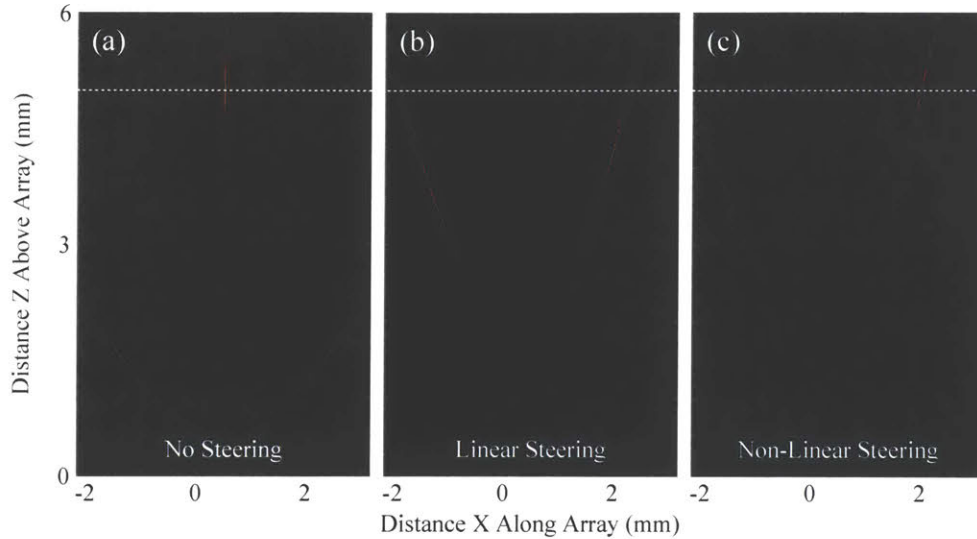 6
(a)
(b)
(c)
Distance Z Above Array (mm)
3
No Steering
Linear Steering
Non-Linear Steering
0
-2 0 2
-2 0 2
-2 0 2
Distance X Along Array (mm)